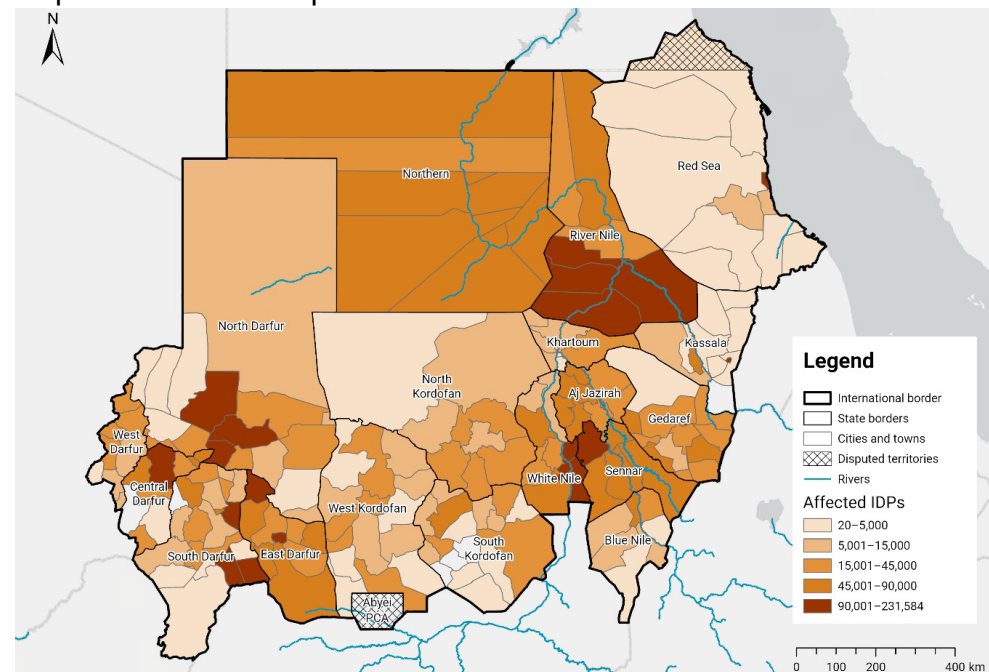 N
Red Sea
Northern
River Nile
North Darfur
Khartoum
Kassala
North
Kordofan
Aj Jazirah
Gedaref
West
Darfur
Central
Darfur
White Nile
Sennar
West Kordofan
South Darfur
East Darfur
South
Kordofan
Blue Nile
Abyei
PCA
Legend
International border
State borders
Cities and towns
Disputed territories
Rivers
Affected IDPs
20–5,000
5,001–15,000
15,001–45,000
45,001–90,000
90,001–231,584
0 100 200 400 km